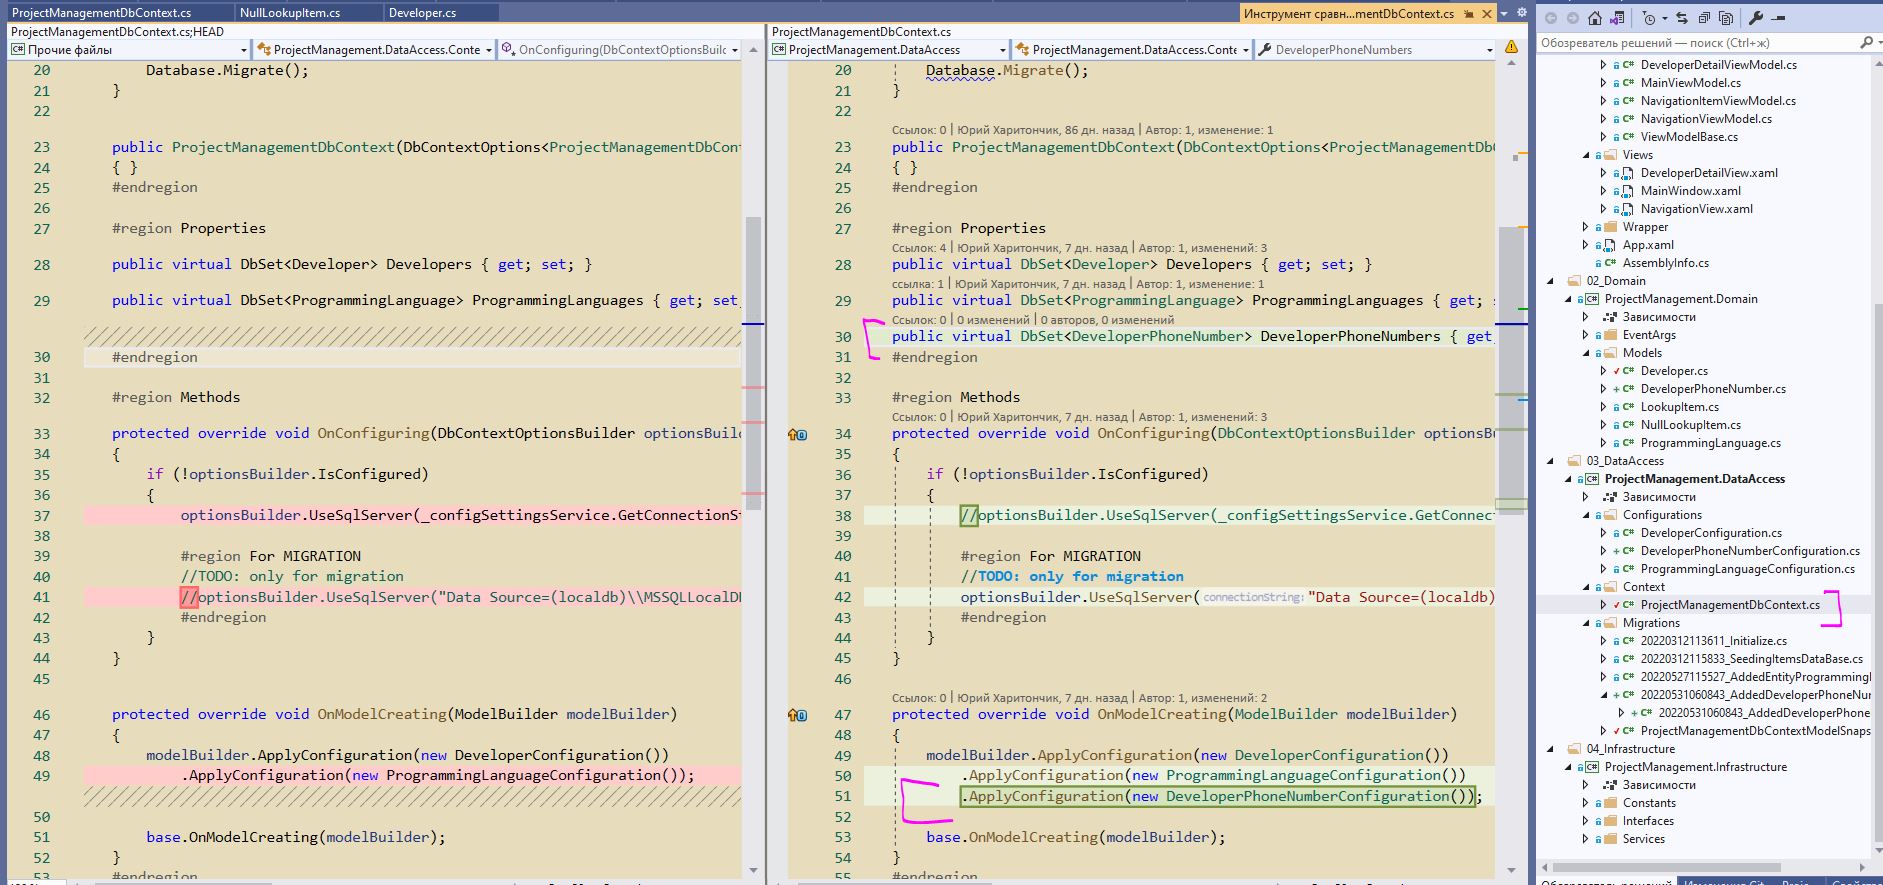 ProjectManagementDbContext.cs
NullLookupItem.cs
Developer.cs
Инструмент сравн...mentDbContext.cs
ProjectManagementDbContext.cs;HEAD
Прочие файлы
ProjectManagement.DataAccess.Conte
OnConfiguring(DbContextOptionsBuilc
20 Database.Migrate();
21 }
22
23 public ProjectManagementDbContext(DbContextOptions<ProjectManagementDbCon
24 { }
25 #endregion
26
27 #region Properties
28 public virtual DbSet<Developer> Developers { get; set; }
29 public virtual DbSet<ProgrammingLanguage> ProgrammingLanguages { get; set;
30 #endregion
31
32 #region Methods
33 protected override void OnConfiguring(DbContextOptionsBuilder optionsBuil
34 {
35 if (!optionsBuilder.IsConfigured)
36 {
37 optionsBuilder.UseSqlServer(_configSettingsService.GetConnectionSt
38
39 #region For MIGRATION
40 //TODO: only for migration
41 //optionsBuilder.UseSqlServer("Data Source=(localdb)\\MSSQLLocalDB
42 #endregion
43 }
44 }
45
46 protected override void OnModelCreating(ModelBuilder modelBuilder)
47 {
48 modelBuilder.ApplyConfiguration(new DeveloperConfiguration())
49 .ApplyConfiguration(new ProgrammingLanguageConfiguration());
50
51 base.OnModelCreating(modelBuilder);
52 }
53 #endregion
ProjectManagementDbContext.cs
ProjectManagement.DataAccess
ProjectManagement.DataAccess.Conte
DeveloperPhoneNumbers
20 Database.Migrate();
21 }
22
Ссылок: 0 | Юрий Харитончик, 86 дн. назад | Автор: 1, изменение: 1
23 public ProjectManagementDbContext(DbContextOptions<ProjectManagementDb
24 { }
25 #endregion
26
27 #region Properties
Ссылок: 4 | Юрий Харитончик, 7 дн. назад | Автор: 1, изменений: 3
28 public virtual DbSet<Developer> Developers { get; set; }
ссылка: 1 | Юрий Харитончик, 7 дн. назад | Автор: 1, изменение: 1
29 public virtual DbSet<ProgrammingLanguage> ProgrammingLanguages { get; s
Ссылок: 0 | 0 изменений | 0 авторов, 0 изменений
30 public virtual DbSet<DeveloperPhoneNumber> DeveloperPhoneNumbers { get
31 #endregion
32
33 #region Methods
Ссылок: 0 | Юрий Харитончик, 7 дн. назад | Автор: 1, изменений: 3
34 protected override void OnConfiguring(DbContextOptionsBuilder optionsBu
35 {
36 if (!optionsBuilder.IsConfigured)
37 {
38 //optionsBuilder.UseSqlServer(_configSettingsService.GetConnect
39
40 #region For MIGRATION
41 //TODO: only for migration
42 optionsBuilder.UseSqlServer(connectionString:"Data Source=(localdb)
43 #endregion
44 }
45 }
46
Ссылок: 0 | Юрий Харитончик, 7 дн. назад | Автор: 1, изменений: 2
47 protected override void OnModelCreating(ModelBuilder modelBuilder)
48 {
49 modelBuilder.ApplyConfiguration(new DeveloperConfiguration())
50 .ApplyConfiguration(new ProgrammingLanguageConfiguration())
51 .ApplyConfiguration(new DeveloperPhoneNumberConfiguration());
52
53 base.OnModelCreating(modelBuilder);
54 }
55 #endregion
Обозреватель решений — поиск (Ctrl+ж)
C# DeveloperDetailViewModel.cs
C# MainViewModel.cs
C# NavigationItemViewModel.cs
C# NavigationViewModel.cs
C# ViewModelBase.cs
Views
DeveloperDetailView.xaml
MainWindow.xaml
NavigationView.xaml
Wrapper
App.xaml
C# AssemblyInfo.cs
02_Domain
C# ProjectManagement.Domain
Зависимости
EventArgs
Models
C# Developer.cs
C# DeveloperPhoneNumber.cs
C# LookupItem.cs
C# NullLookupItem.cs
C# ProgrammingLanguage.cs
03_DataAccess
C# ProjectManagement.DataAccess
Зависимости
Configurations
C# DeveloperConfiguration.cs
C# DeveloperPhoneNumberConfiguration.cs
C# ProgrammingLanguageConfiguration.cs
Context
C# ProjectManagementDbContext.cs
Migrations
C# 20220312113611_Initialize.cs
C# 20220312115833_SeedingItemsDataBase.cs
C# 20220527115527_AddedEntityProgrammingl
C# 20220531060843_AddedDeveloperPhoneNur
C# 20220531060843_AddedDeveloperPhone
C# ProjectManagementDbContextModelSnaps
04_Infrastructure
C# ProjectManagement.Infrastructure
Зависимости
Constants
Interfaces
Services